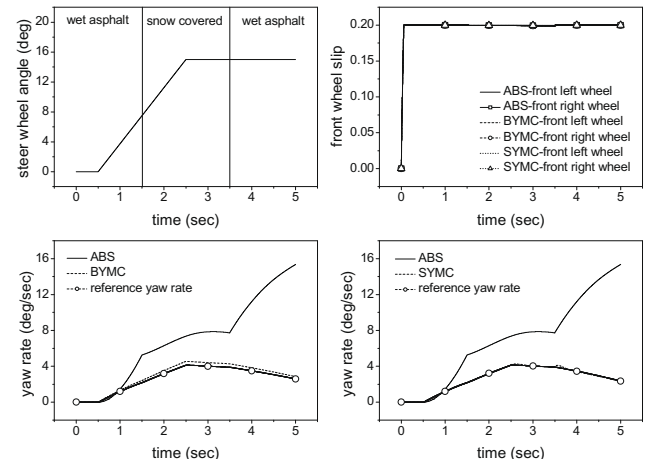 wet asphalt snow covered wet asphalt
steer wheel angle (deg)
20
16
12
8
4
0
0 1 2 3 4 5
time (sec)
front wheel slip
0.20
0.15
0.10
0.05
0.00
ABS-front left wheel
ABS-front right wheel
BYMC-front left wheel
BYMC-front right wheel
SYMC-front left wheel
SYMC-front right wheel
0 1 2 3 4 5
time (sec)
yaw rate (deg/sec)
16
12
8
4
0
ABS
BYMC
reference yaw rate
0 1 2 3 4 5
time (sec)
yaw rate (deg/sec)
16
12
8
4
0
ABS
SYMC
reference yaw rate
0 1 2 3 4 5
time (sec)